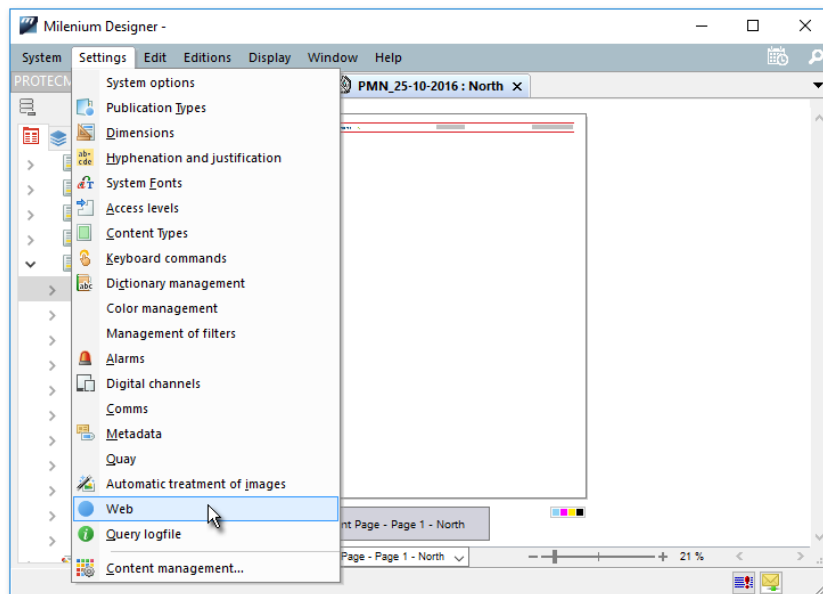 Milenium Designer -
System Settings Edit Editions Display Window Help
PROTECM
PMN_25-10-2016 : North
System options
Publication Types
Dimensions
ab-
cde
Hyphenation and justification
System Fonts
Access levels
Content Types
Keyboard commands
abc
Dictionary management
Color management
Management of filters
Alarms
Digital channels
Comms
Metadata
Quay
Automatic treatment of images
Web
Query logfile
Content management...
nt Page - Page 1 - North
Page - Page 1 - North
21 %